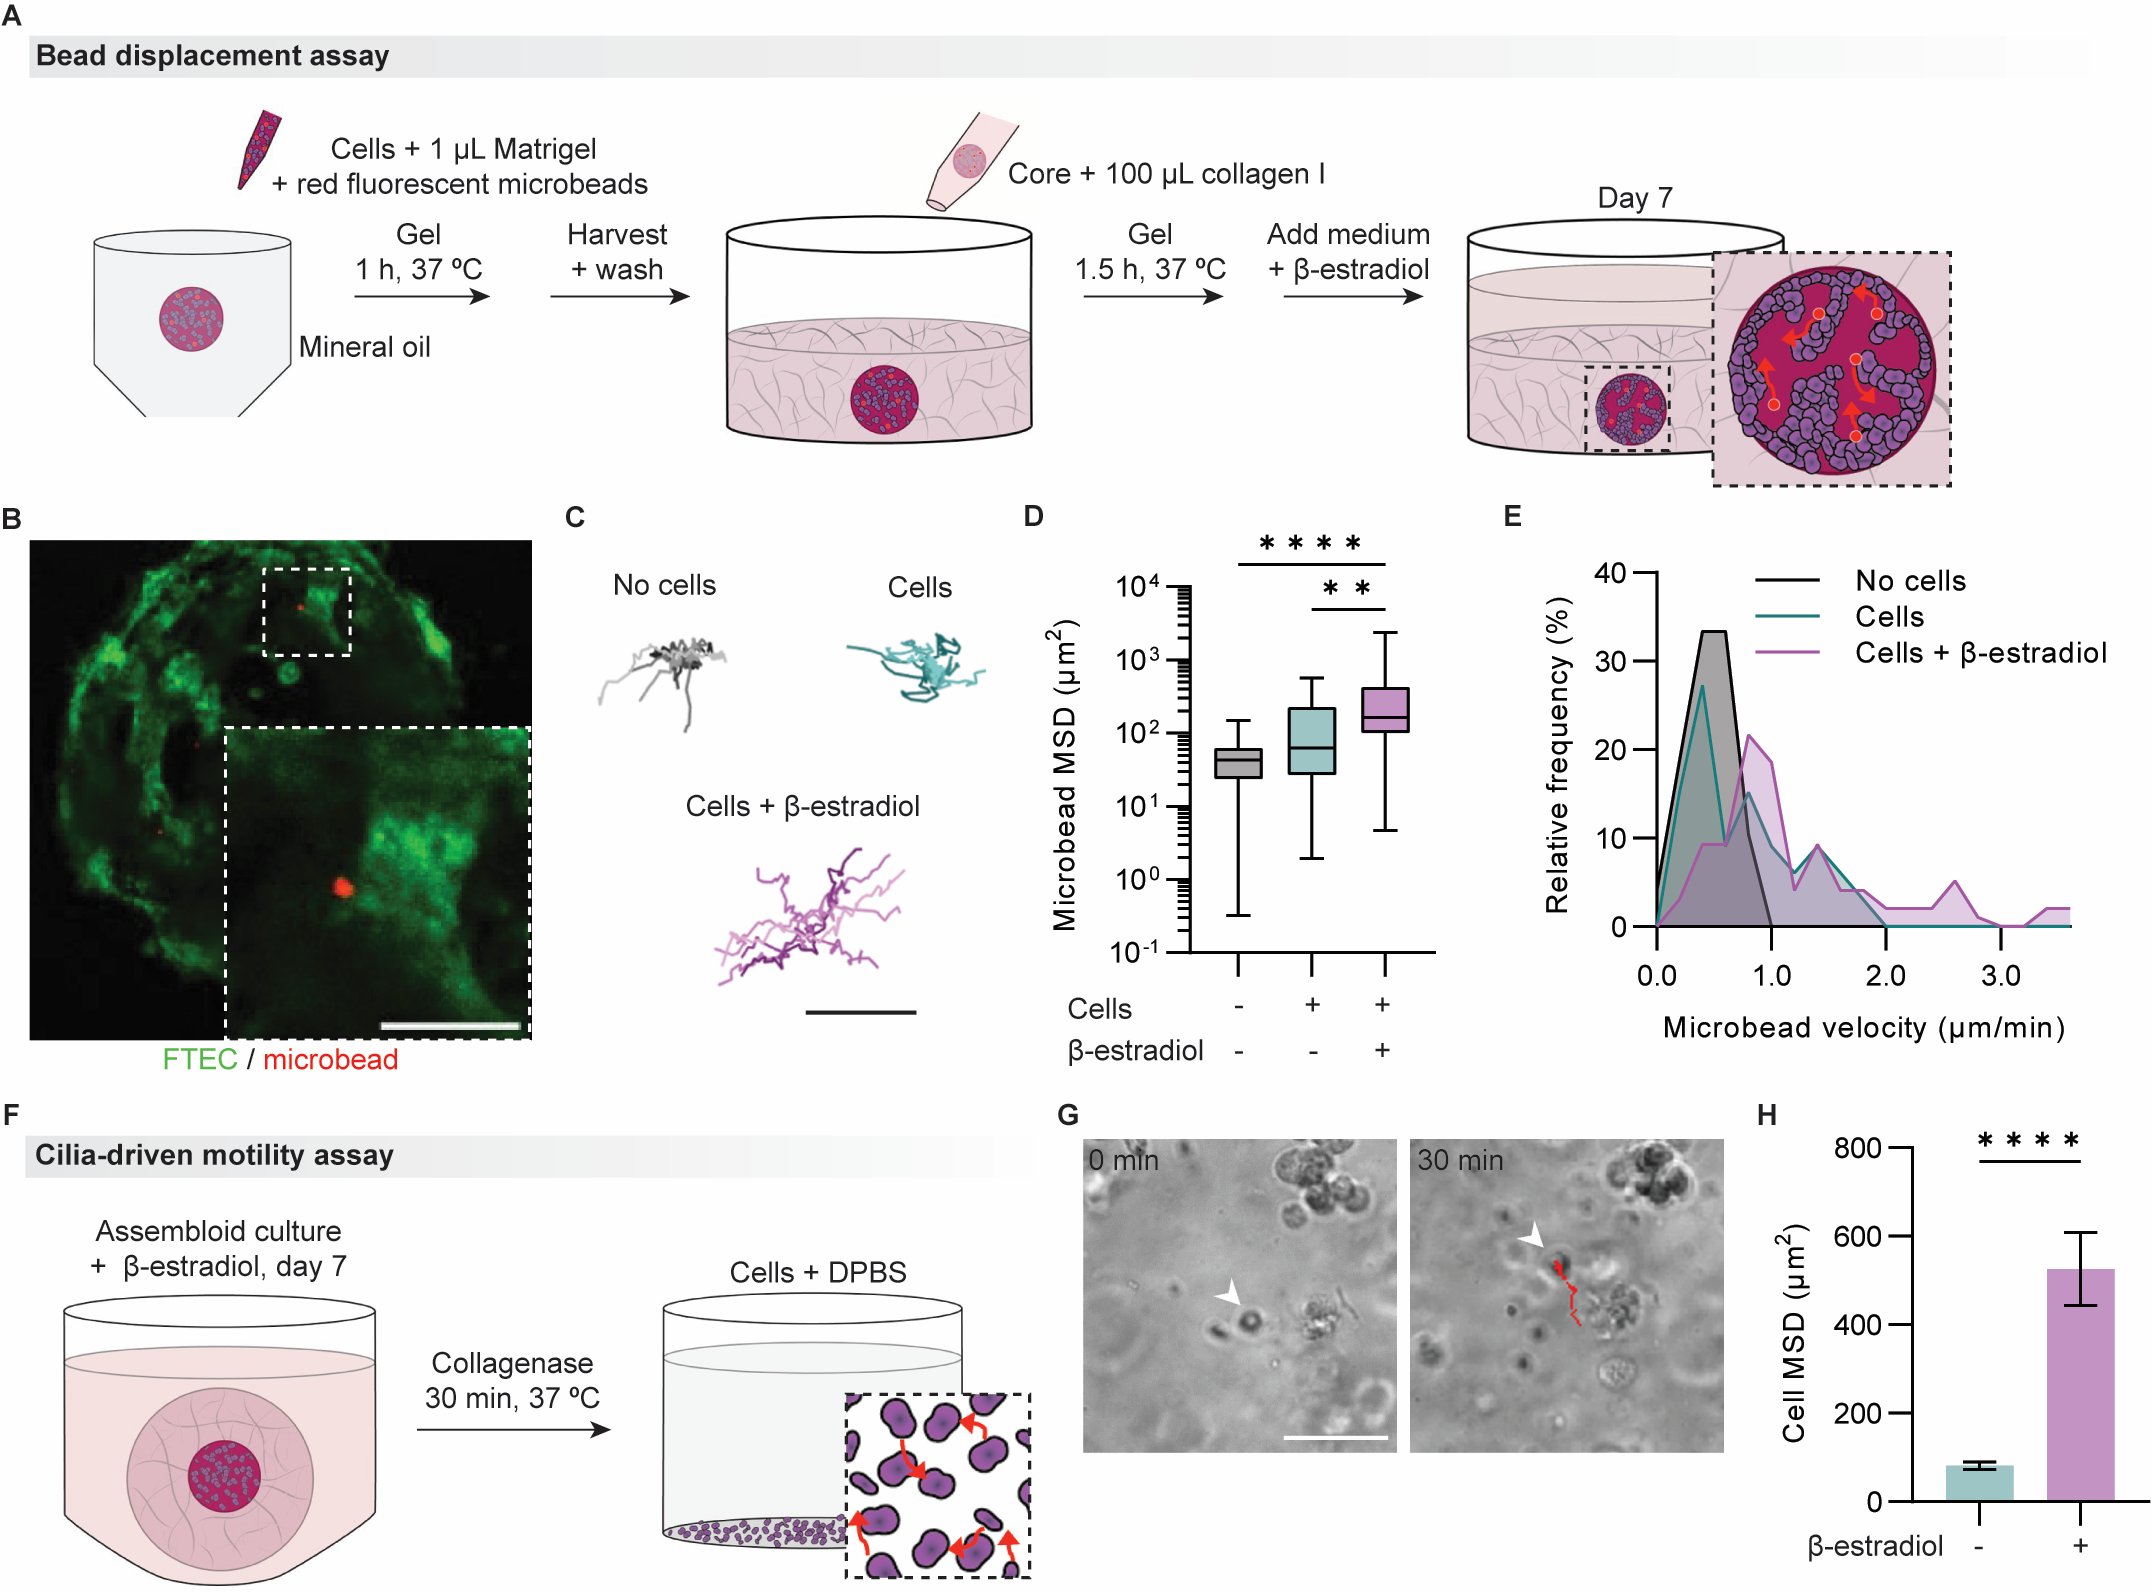 A
Bead displacement assay
Cells + 1 µL Matrigel
+ red fluorescent microbeads
Gel
1 h, 37 ºC
Harvest
+ wash
Mineral oil
Core + 100 µL collagen I
Gel
1.5 h, 37 ºC
Add medium
+ β-estradiol
Day 7
B
FTEC / microbead
C
No cells
Cells
Cells + β-estradiol
D
* * * *
* *
Microbead MSD (µm²)
10⁴
10³
10²
10¹
10⁰
10⁻¹
Cells - + +
β-estradiol - - +
E
Relative frequency (%)
40
30
20
10
0
No cells
Cells
Cells + β-estradiol
0.0 1.0 2.0 3.0
Microbead velocity (µm/min)
F
Cilia-driven motility assay
Assembloid culture
+ β-estradiol, day 7
Collagenase
30 min, 37 ºC
Cells + DPBS
G
0 min
30 min
H
* * * *
Cell MSD (µm²)
800
600
400
200
0
β-estradiol - +